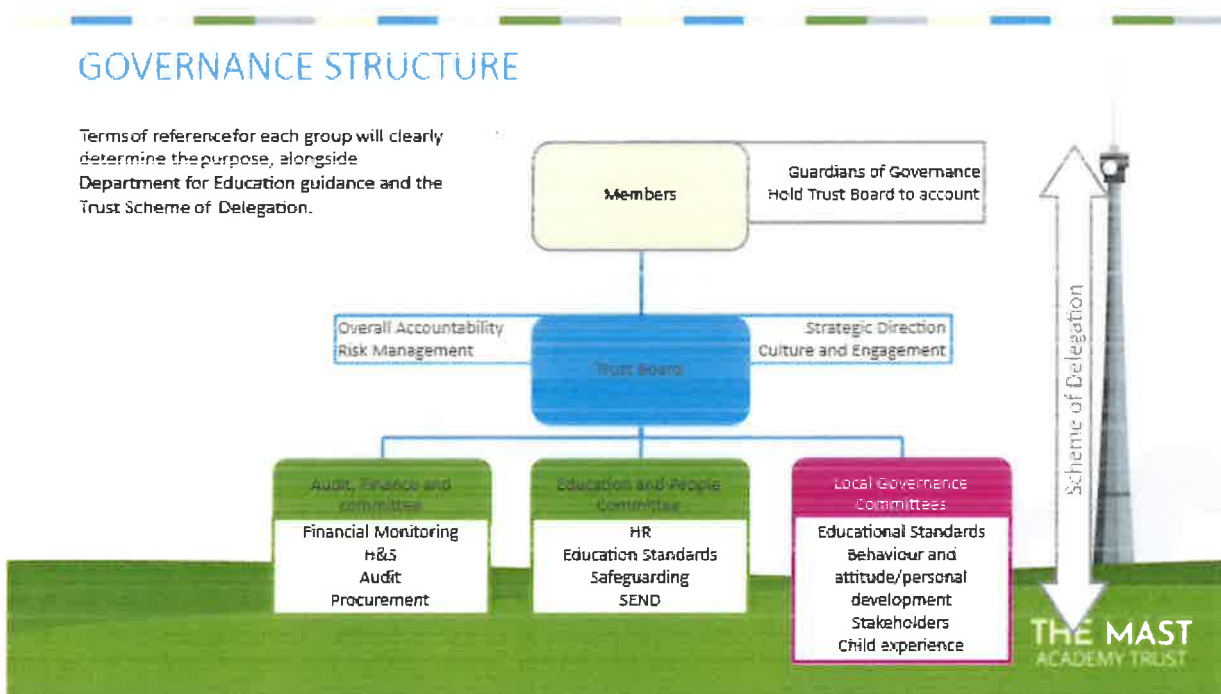 GOVERNANCE STRUCTURE
Terms of reference for each group will clearly
determine the purpose, alongside
Department for Education guidance and the
Trust Scheme of Delegation.
Members
Guardians of Governance
Hold Trust Board to account
Overall Accountability
Risk Management
Trust Board
Strategic Direction
Culture and Engagement
Audit, Finance and
committee
Financial Monitoring
H&S
Audit
Procurement
Education and People
Committee
HR
Education Standards
Safeguarding
SEND
Local Governance
Committees
Educational Standards
Behaviour and
attitude/personal
development
Stakeholders
Child experience
Scheme of Delegation
THE MAST
ACADEMY TRUST